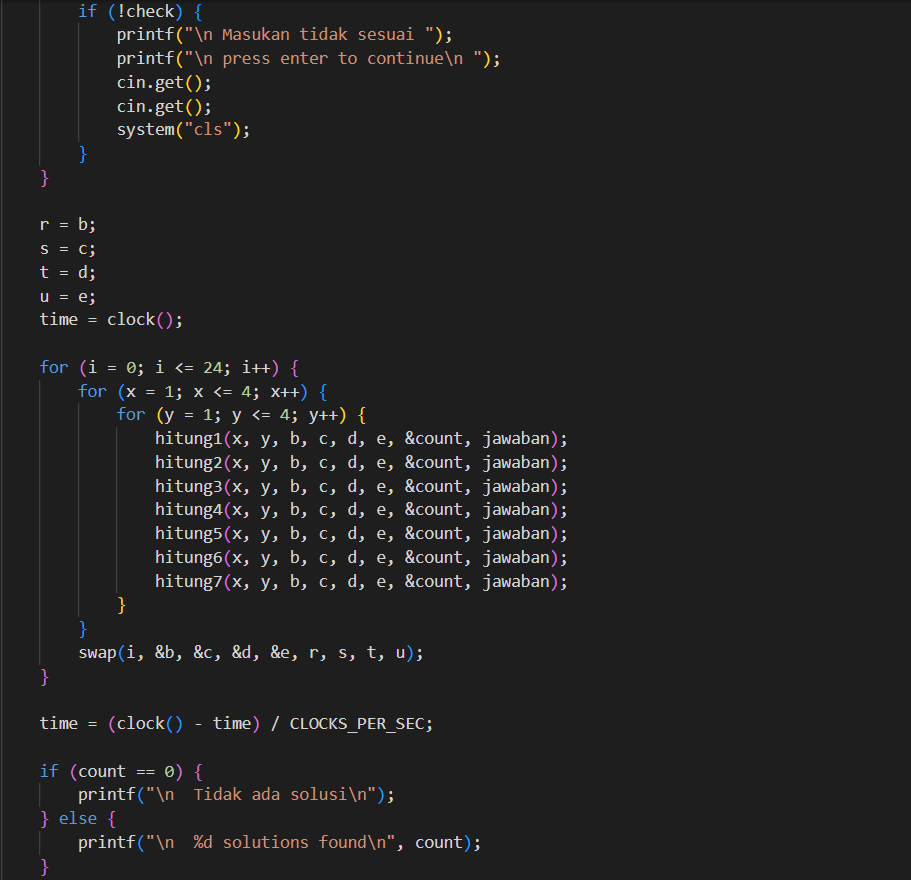 if (!check) {
printf("\n Masukan tidak sesuai ");
printf("\n press enter to continue\n ");
cin.get();
cin.get();
system("cls");
}
}
r = b;
s = c;
t = d;
u = e;
time = clock();
for (i = 0; i <= 24; i++) {
for (x = 1; x <= 4; x++) {
for (y = 1; y <= 4; y++) {
hitung1(x, y, b, c, d, e, &count, jawaban);
hitung2(x, y, b, c, d, e, &count, jawaban);
hitung3(x, y, b, c, d, e, &count, jawaban);
hitung4(x, y, b, c, d, e, &count, jawaban);
hitung5(x, y, b, c, d, e, &count, jawaban);
hitung6(x, y, b, c, d, e, &count, jawaban);
hitung7(x, y, b, c, d, e, &count, jawaban);
}
}
swap(i, &b, &c, &d, &e, r, s, t, u);
}
time = (clock() - time) / CLOCKS_PER_SEC;
if (count == 0) {
printf("\n  Tidak ada solusi\n");
} else {
printf("\n  %d solutions found\n", count);
}